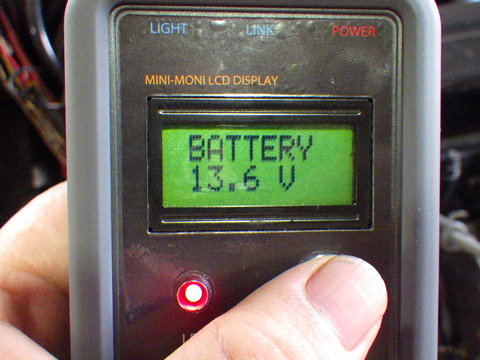 LIGHT LINK POWER
MINI-MONI LCD DISPLAY
BATTERY
13.6 V